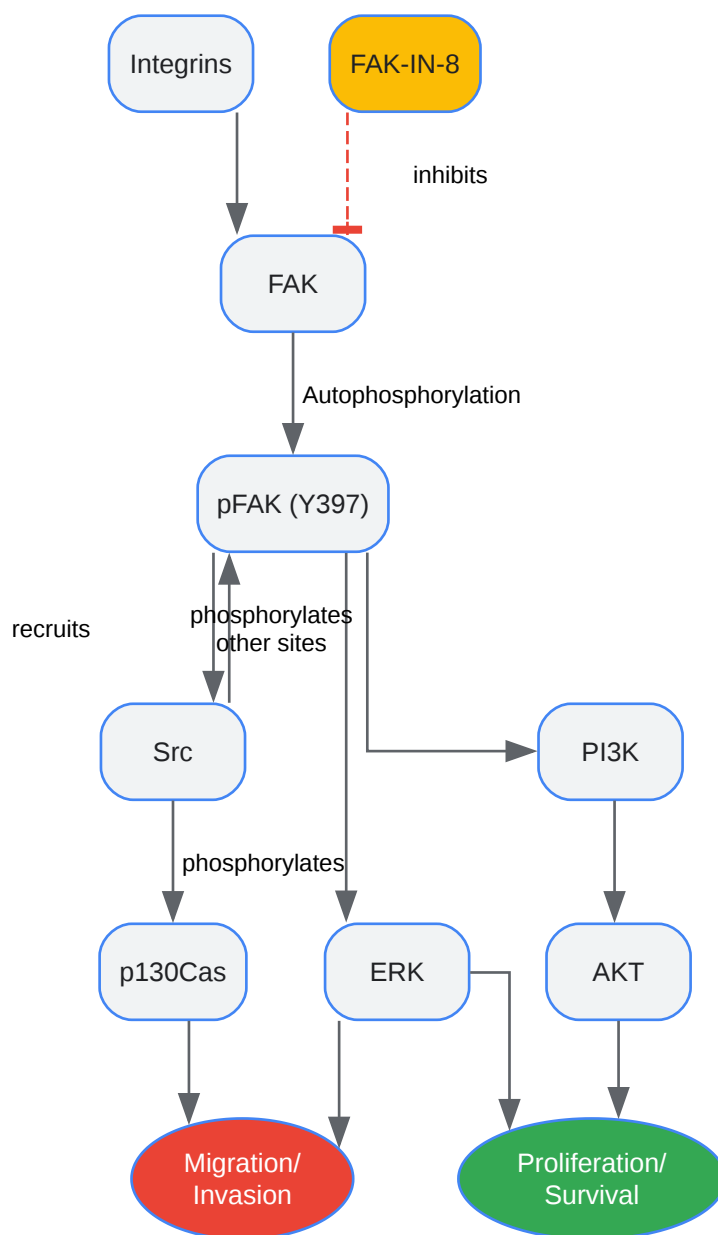 Integrins
FAK-IN-8
inhibits
FAK
Autophosphorylation
pFAK (Y397)
recruits
phosphorylates
other sites
Src
PI3K
phosphorylates
p130Cas
ERK
AKT
Migration/
Invasion
Proliferation/
Survival